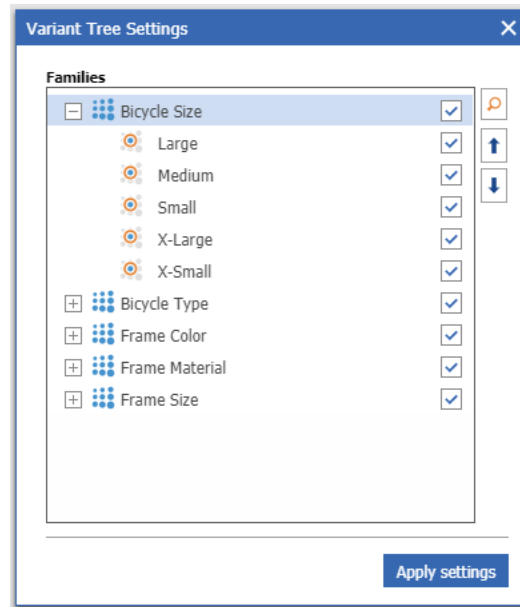 Variant Tree Settings
Families
Bicycle Size
Large
Medium
Small
X-Large
X-Small
Bicycle Type
Frame Color
Frame Material
Frame Size
Apply settings